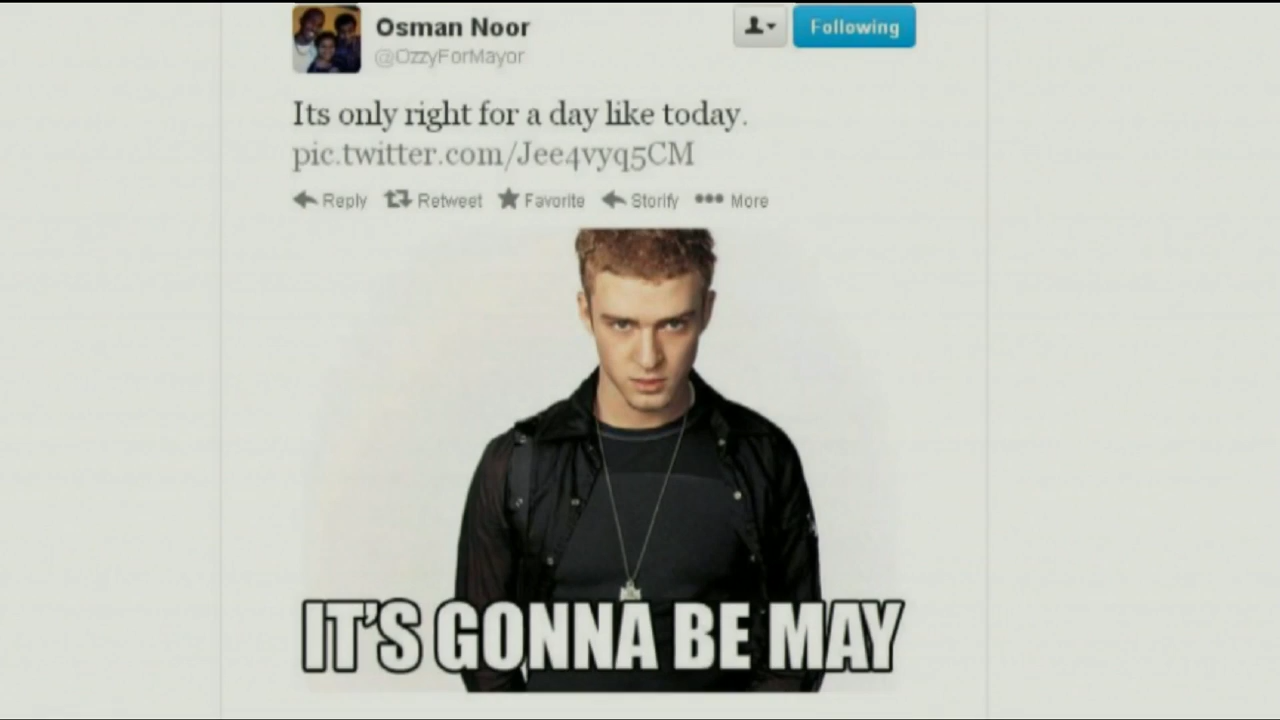 Osman Noor
Following
@OzzyForMayor
Its only right for a day like today.
pic.twitter.com/Jee4vyq5CM
Reply Retweet Favorite Storify More
IT'S GONNA BE MAY